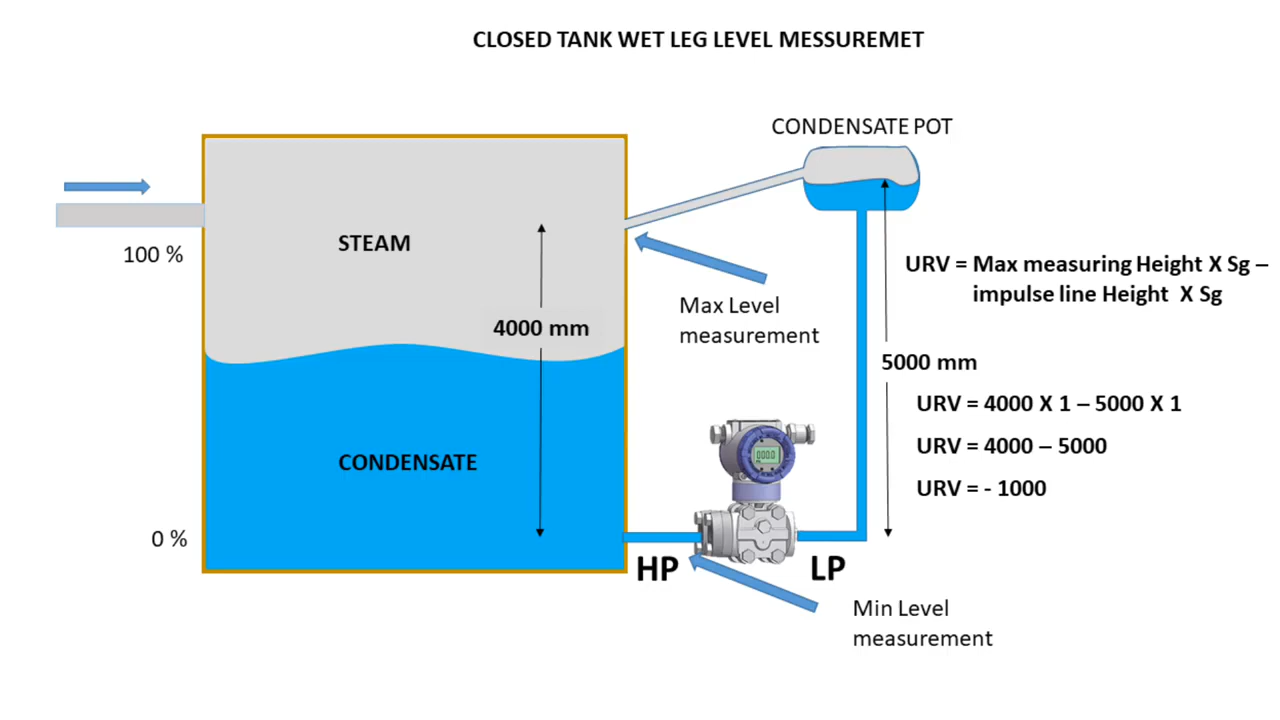 CLOSED TANK WET LEG LEVEL MESSUREMET
CONDENSATE POT
100 %
STEAM
4000 mm
Max Level
measurement
URV = Max measuring Height X Sg –
impulse line Height X Sg
5000 mm
URV = 4000 X 1 – 5000 X 1
URV = 4000 – 5000
URV = - 1000
CONDENSATE
000.0
0 %
HP
LP
Min Level
measurement